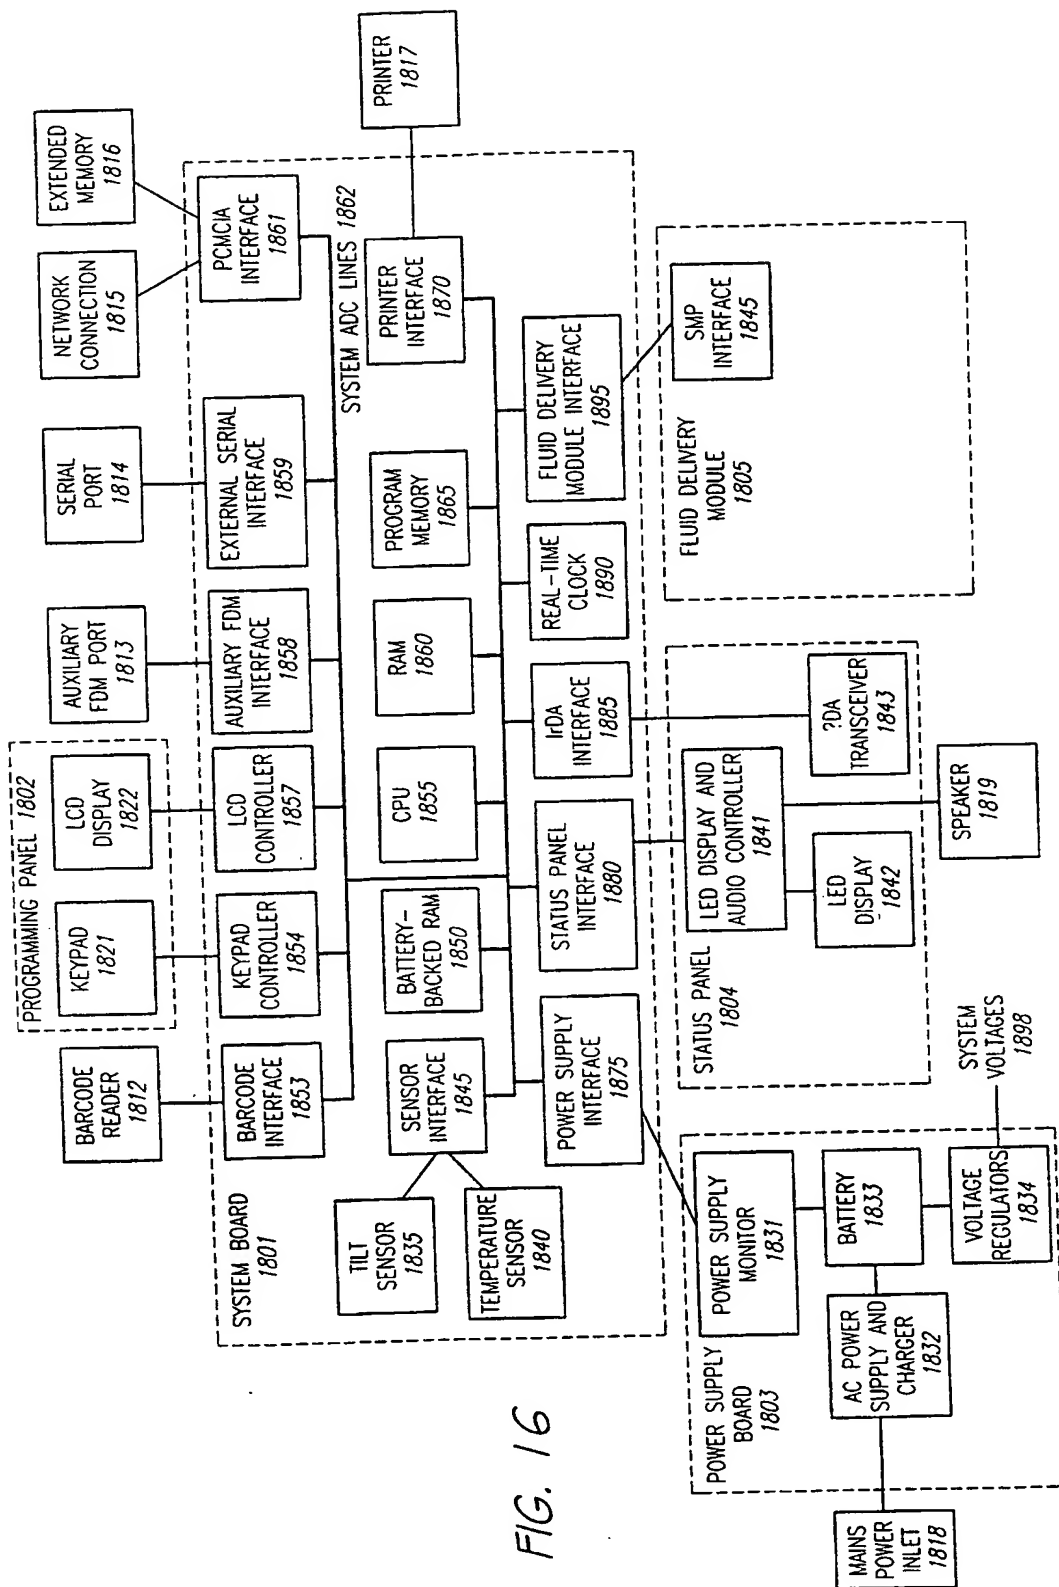 PROGRAMMING PANEL 1802
BARCODE
READER
1812
KEYPAD
1821
LCD
DISPLAY
1822
AUXILIARY
FDM PORT
1813
SERIAL
PORT
1814
NETWORK
CONNECTION
1815
EXTENDED
MEMORY
1816
SYSTEM BOARD
1801
BARCODE
INTERFACE
1853
KEYPAD
CONTROLLER
1854
LCD
CONTROLLER
1857
AUXILIARY FDM
INTERFACE
1858
EXTERNAL SERIAL
INTERFACE
1859
PCMCIA
INTERFACE
1861
SYSTEM ADC LINES 1862
PRINTER
1817
TILT
SENSOR
1835
TEMPERATURE
SENSOR
1840
SENSOR
INTERFACE
1845
BATTERY-
BACKED RAM
1850
CPU
1855
RAM
1860
PROGRAM
MEMORY
1865
PRINTER
INTERFACE
1870
POWER SUPPLY
INTERFACE
1875
STATUS PANEL
INTERFACE
1880
IrDA
INTERFACE
1885
REAL-TIME
CLOCK
1890
FLUID DELIVERY
MODULE INTERFACE
1895
POWER SUPPLY
BOARD
1803
POWER SUPPLY
MONITOR
1831
BATTERY
1833
AC POWER
SUPPLY AND
CHARGER
1832
VOLTAGE
REGULATORS
1834
MAINS
POWER
INLET
1818
SYSTEM
VOLTAGES
1898
STATUS PANEL
1804
LED DISPLAY AND
AUDIO CONTROLLER
1841
LED
DISPLAY
1842
?DA
TRANSCEIVER
1843
SPEAKER
1819
FLUID DELIVERY
MODULE
1805
SMP
INTERFACE
1845
FIG. 16